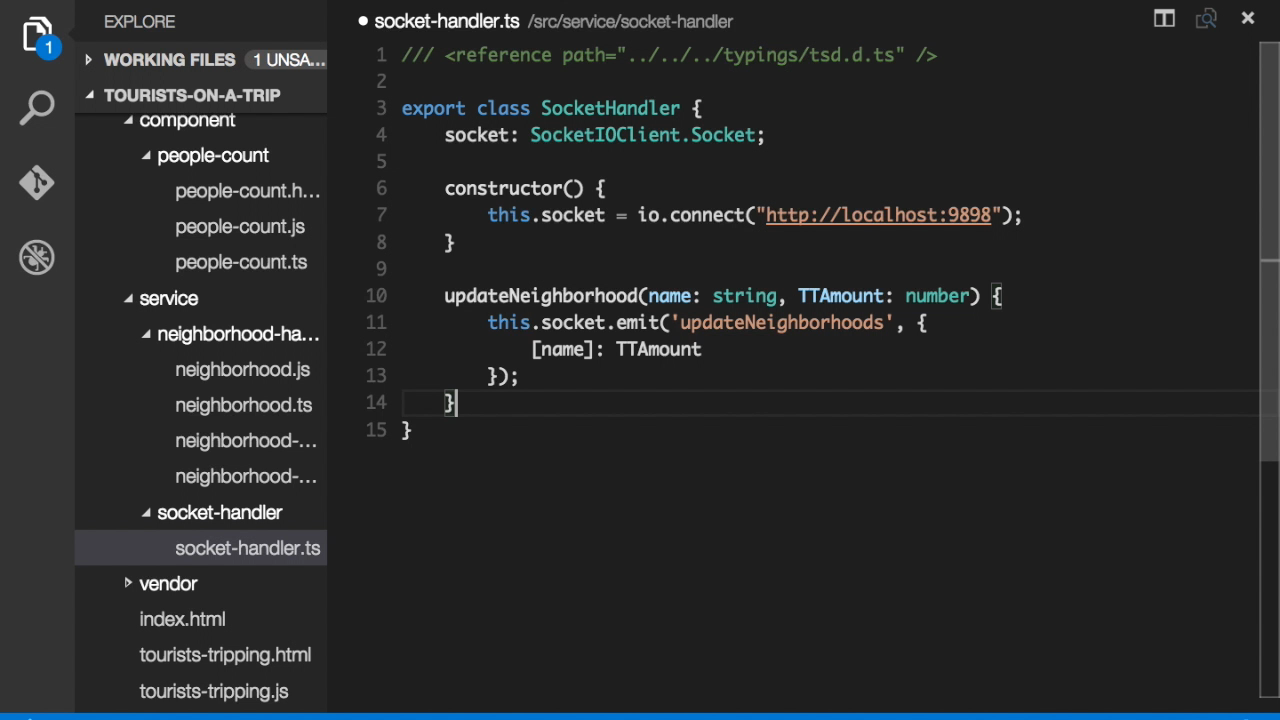 EXPLORE
1
WORKING FILES 1 UNSA...
TOURISTS-ON-A-TRIP
component
people-count
people-count.h...
people-count.js
people-count.ts
service
neighborhood-ha...
neighborhood.js
neighborhood.ts
neighborhood-...
neighborhood-...
socket-handler
socket-handler.ts
vendor
index.html
tourists-tripping.html
tourists-tripping.js
socket-handler.ts /src/service/socket-handler
1 /// <reference path="../../../typings/tsd.d.ts" />
2
3 export class SocketHandler {
4 socket: SocketIOClient.Socket;
5
6 constructor() {
7 this.socket = io.connect("http://localhost:9898");
8 }
9
10 updateNeighborhood(name: string, TTAmount: number) {
11 this.socket.emit('updateNeighborhoods', {
12 [name]: TTAmount
13 });
14 }
15 }